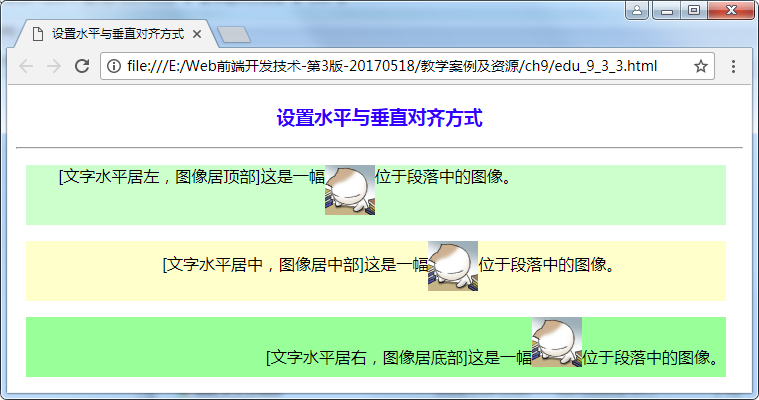 设置水平与垂直对齐方式
file:///E:/Web前端开发技术-第3版-20170518/教学案例及资源/ch9/edu_9_3_3.html
设置水平与垂直对齐方式
[文字水平居左，图像居顶部]这是一幅位于段落中的图像。
[文字水平居中，图像居中部]这是一幅位于段落中的图像。
[文字水平居右，图像居底部]这是一幅位于段落中的图像。